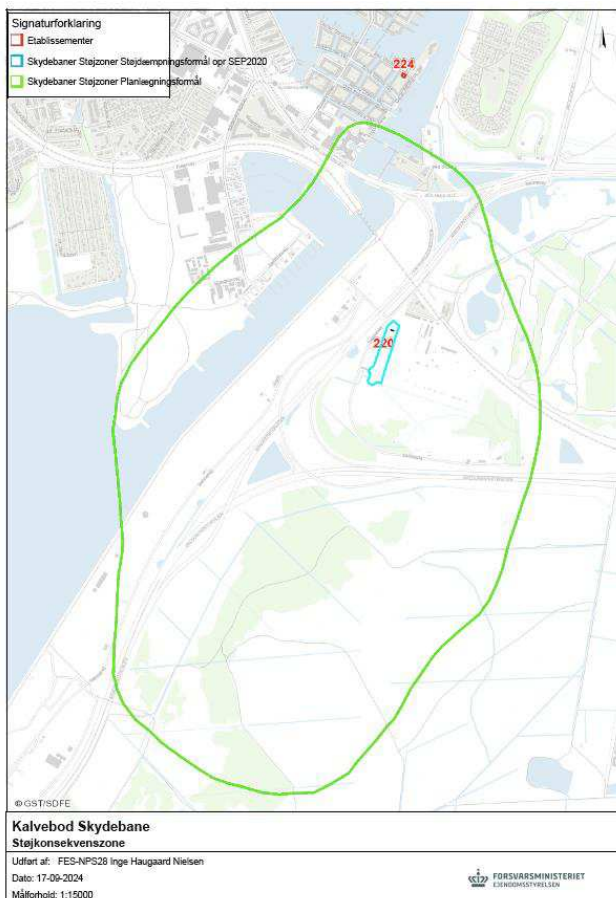 Signaturforklaring
Etablissementer
Skydebaner Støjzoner Støjdæmpningsformål opr SEP2020
Skydebaner Støjzoner Planlægningsformål
224
220
© GST/SDFE
Kalvebod Skydebane
Støjkonsekvenszone
Udført af: FES-NPS28 Inge Haugaard Nielsen
Dato: 17-09-2024
Målforhold: 1:15000
FORSVARSMINISTERIET
EJENDOMSSTYRELSEN